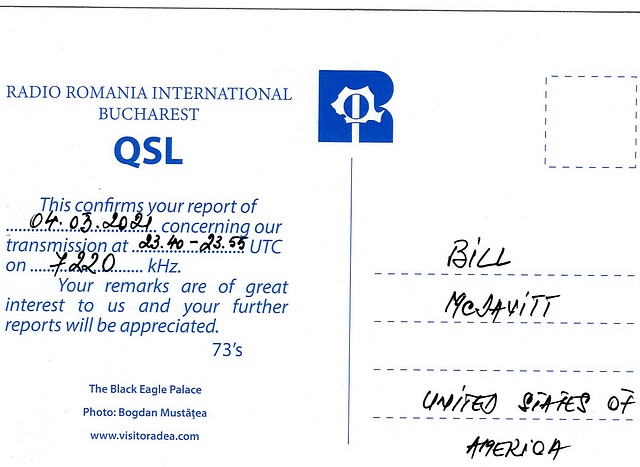 RADIO ROMANIA INTERNATIONAL
BUCHAREST
QSL
This confirms your report of
04.03.2021 concerning our
transmission at 23.40 - 23.55 UTC
on 7220 kHz.
Your remarks are of great
interest to us and your further
reports will be appreciated.
73's
The Black Eagle Palace
Photo: Bogdan Mustățea
www.visitoradea.com
BiLL
McDAViTT
UNiTED STATES OF
AMERiCA